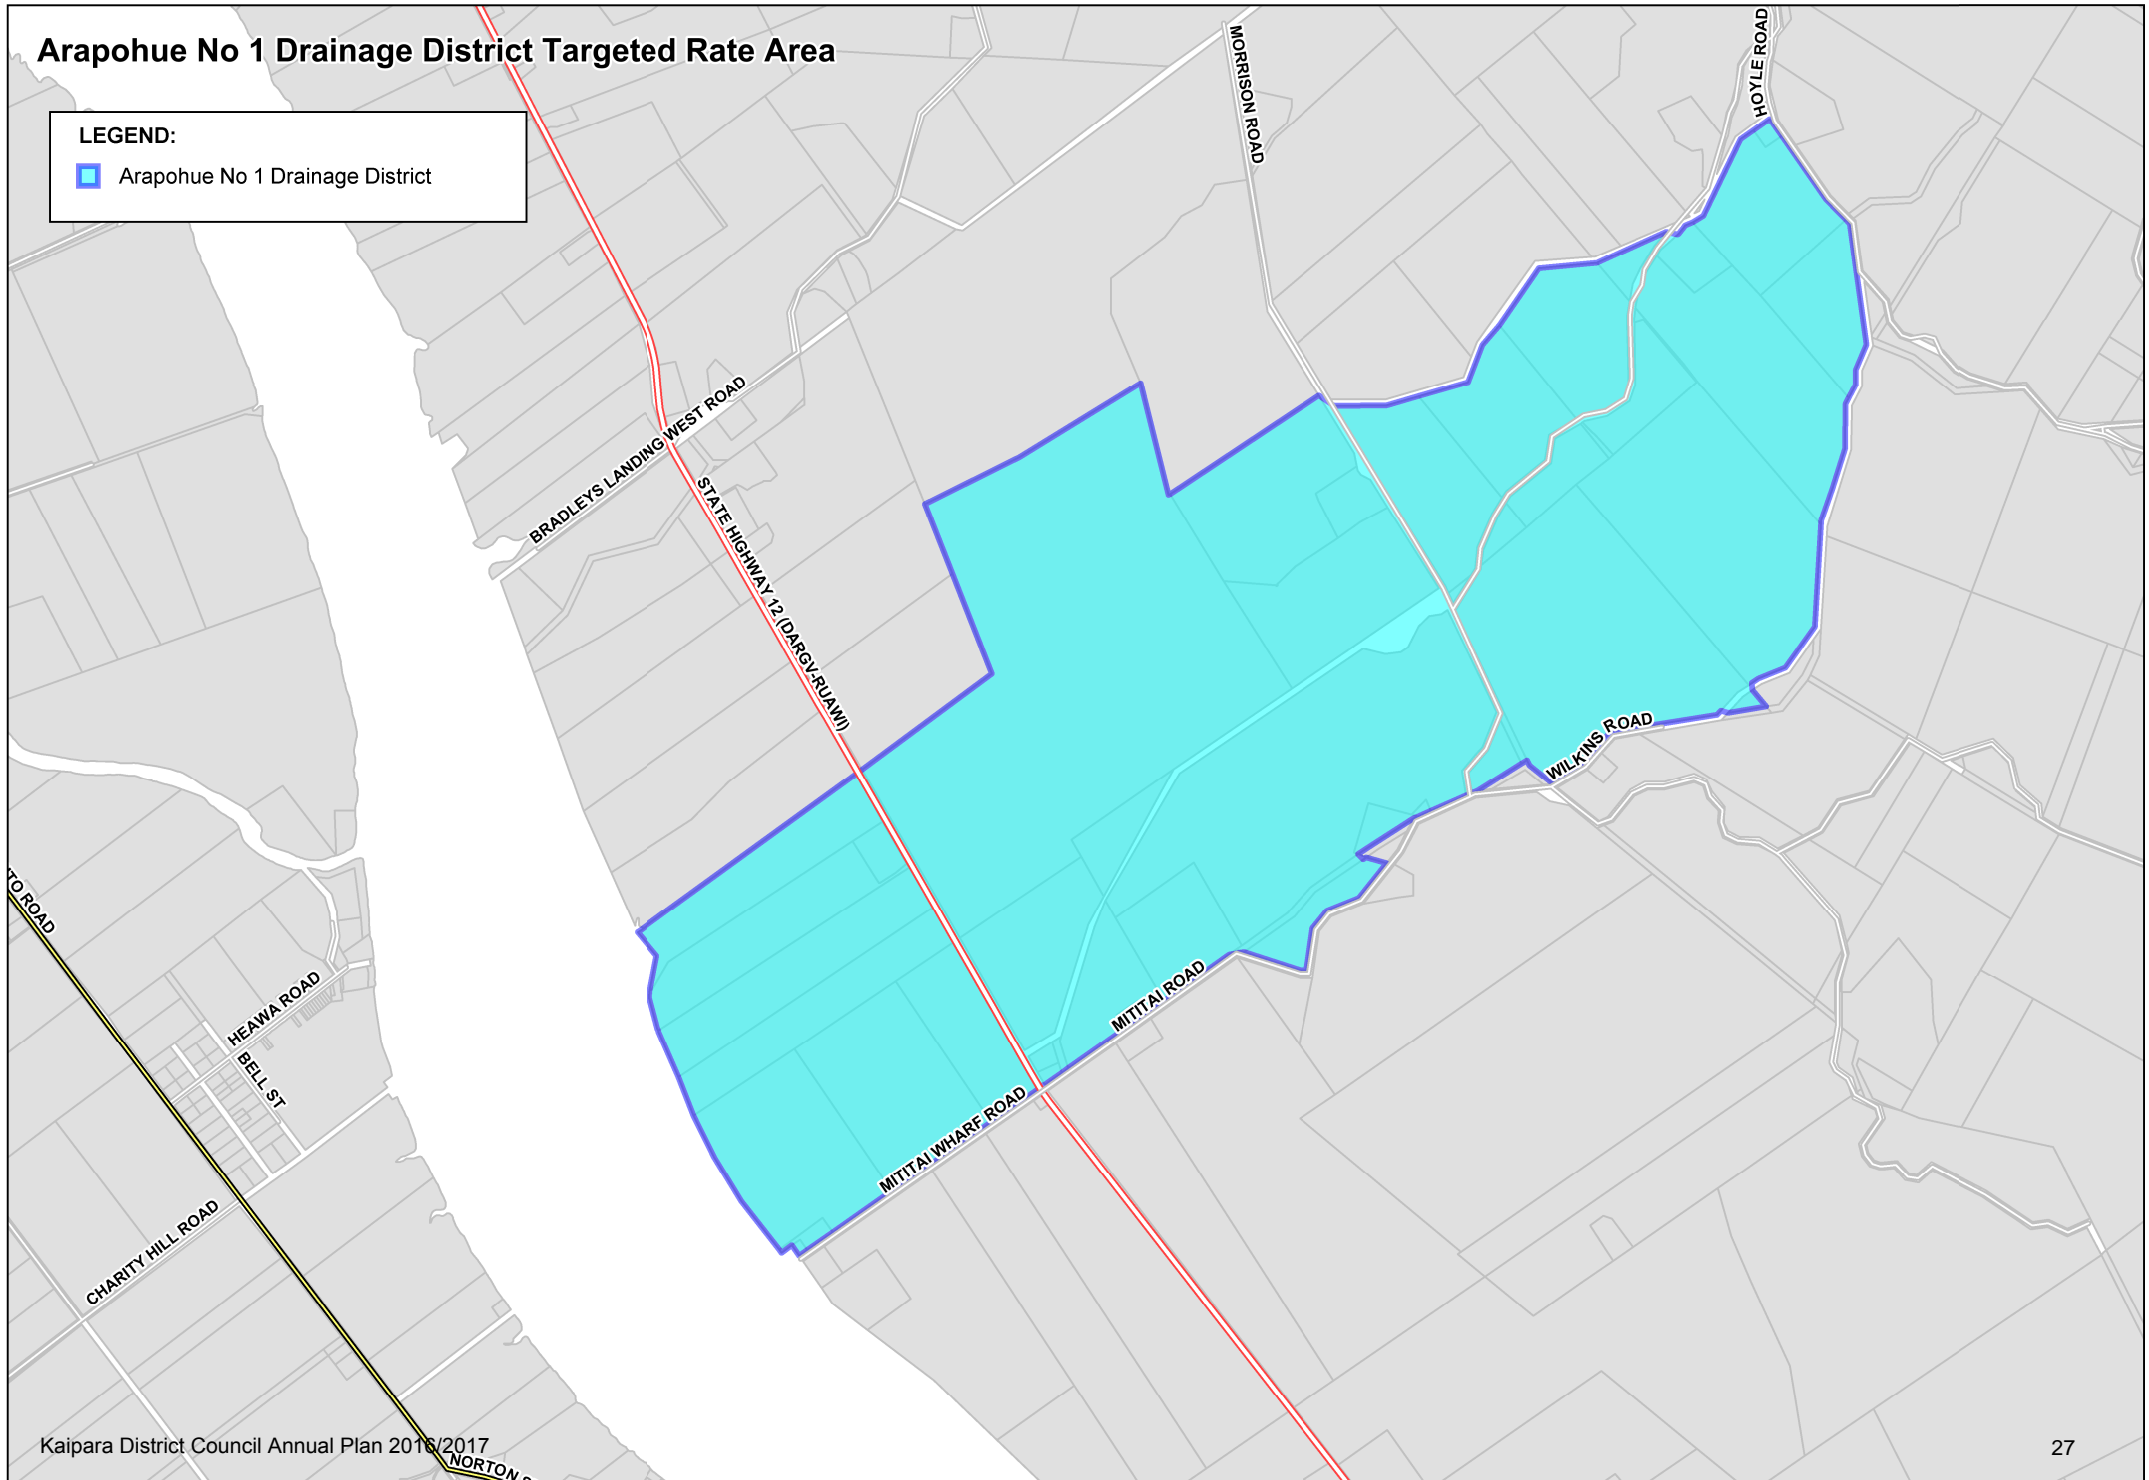 Arapohue No 1 Drainage District Targeted Rate Area
LEGEND:
Arapohue No 1 Drainage District
MORRISON ROAD
HOYLE ROAD
BRADLEYS LANDING WEST ROAD
STATE HIGHWAY 12 (DARGV-RUAWI)
WILKINS ROAD
MITITAI ROAD
MITITAI WHARF ROAD
ROAD
HEAWA ROAD
BELL ST
CHARITY HILL ROAD
NORTON
Kaipara District Council Annual Plan 2016/2017
27